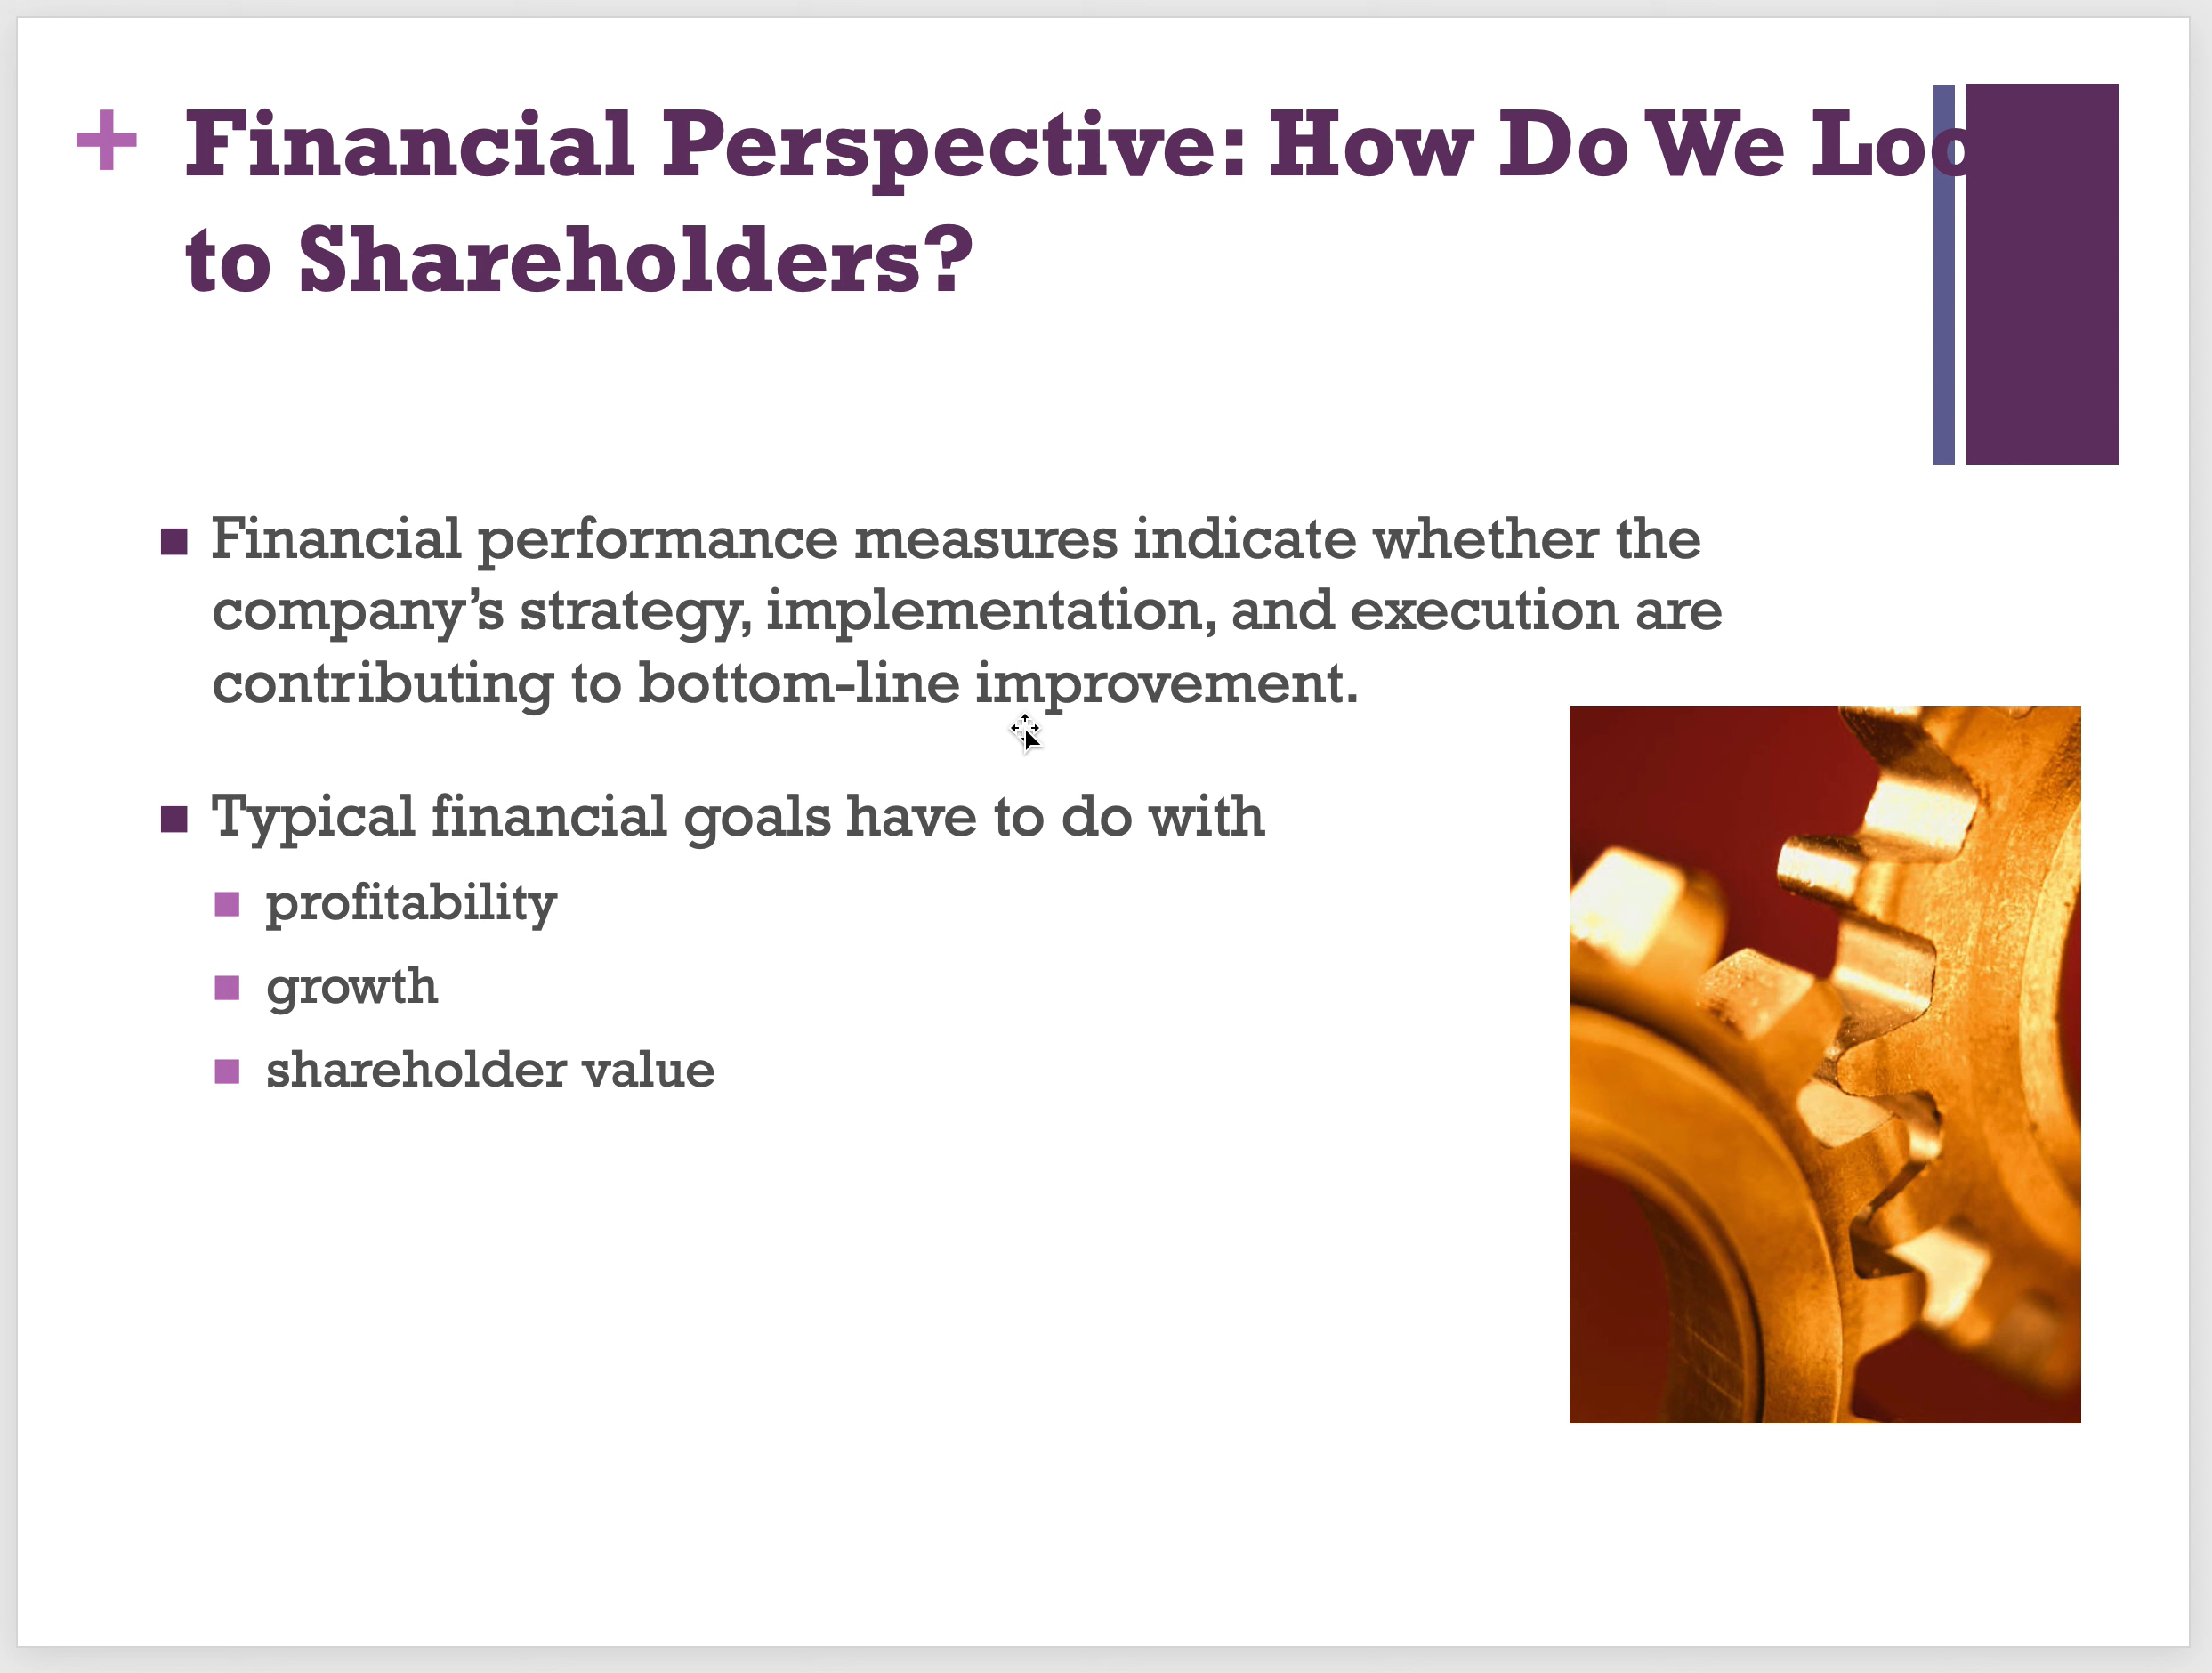 + Financial Perspective: How Do We Loo
to Shareholders?
Financial performance measures indicate whether the
company’s strategy, implementation, and execution are
contributing to bottom-line improvement.
Typical financial goals have to do with
profitability
growth
shareholder value